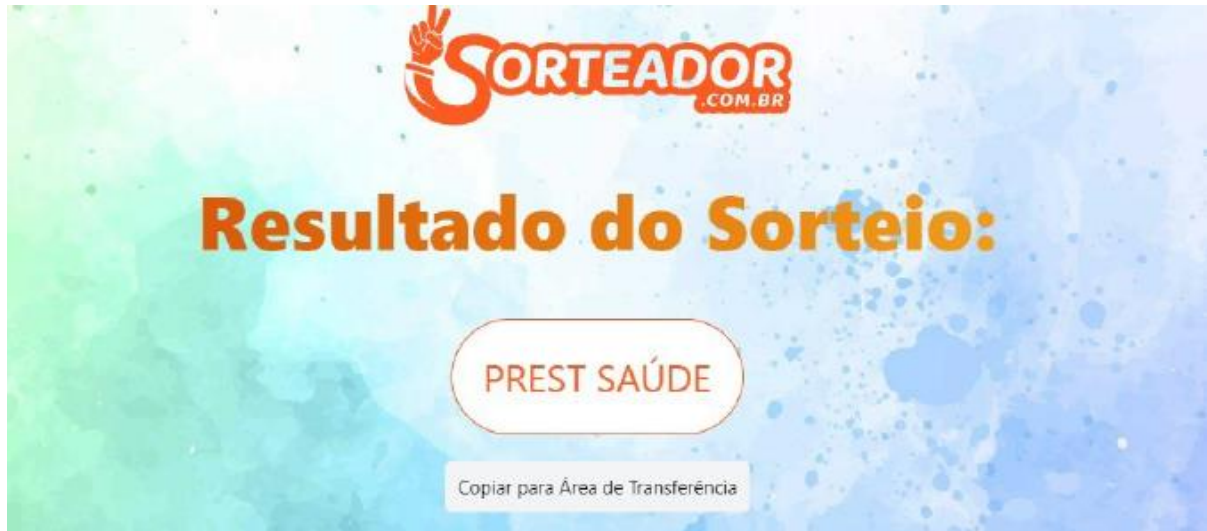 SORTEADOR
.COM.BR
Resultado do Sorteio:
PREST SAÚDE
Copiar para Área de Transferência